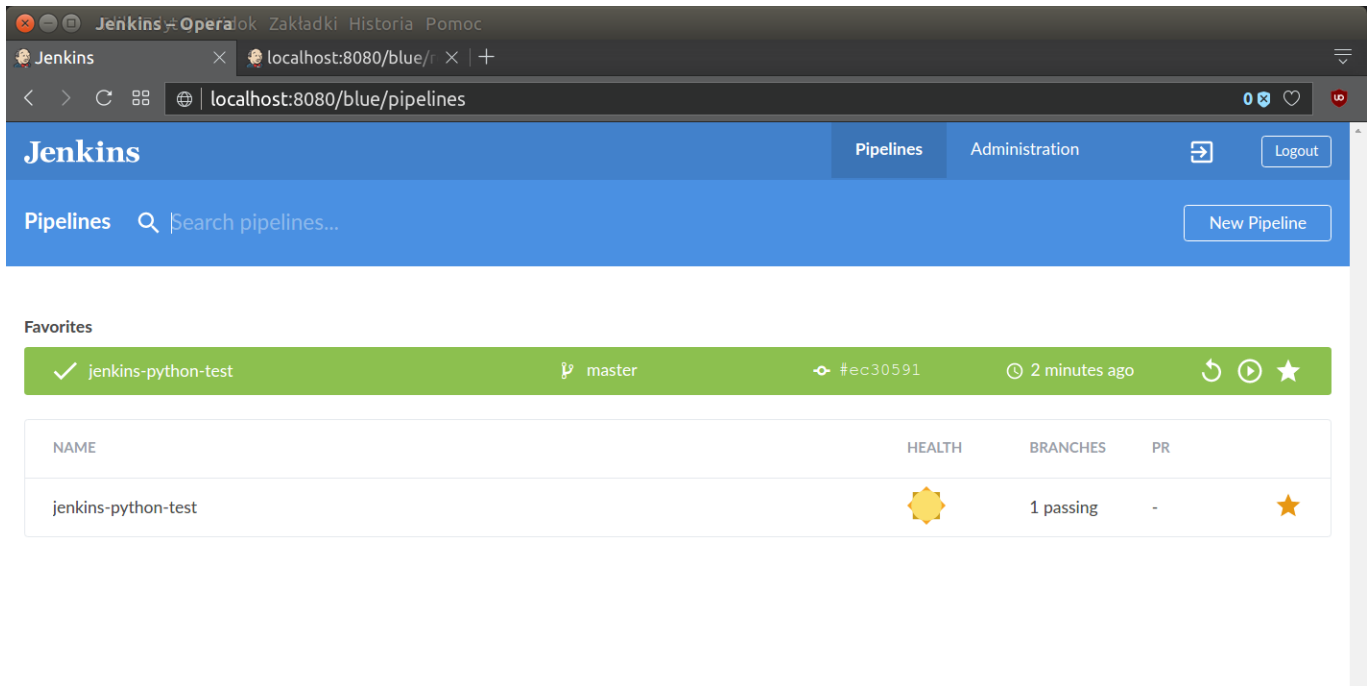 Jenkins – Opera
Zakładki Historia Pomoc
Jenkins localhost:8080/blue/
localhost:8080/blue/pipelines 0
Jenkins Pipelines Administration Logout
Pipelines Search pipelines... New Pipeline
Favorites
jenkins-python-test master #ec30591 2 minutes ago
NAME HEALTH BRANCHES PR
jenkins-python-test 1 passing -